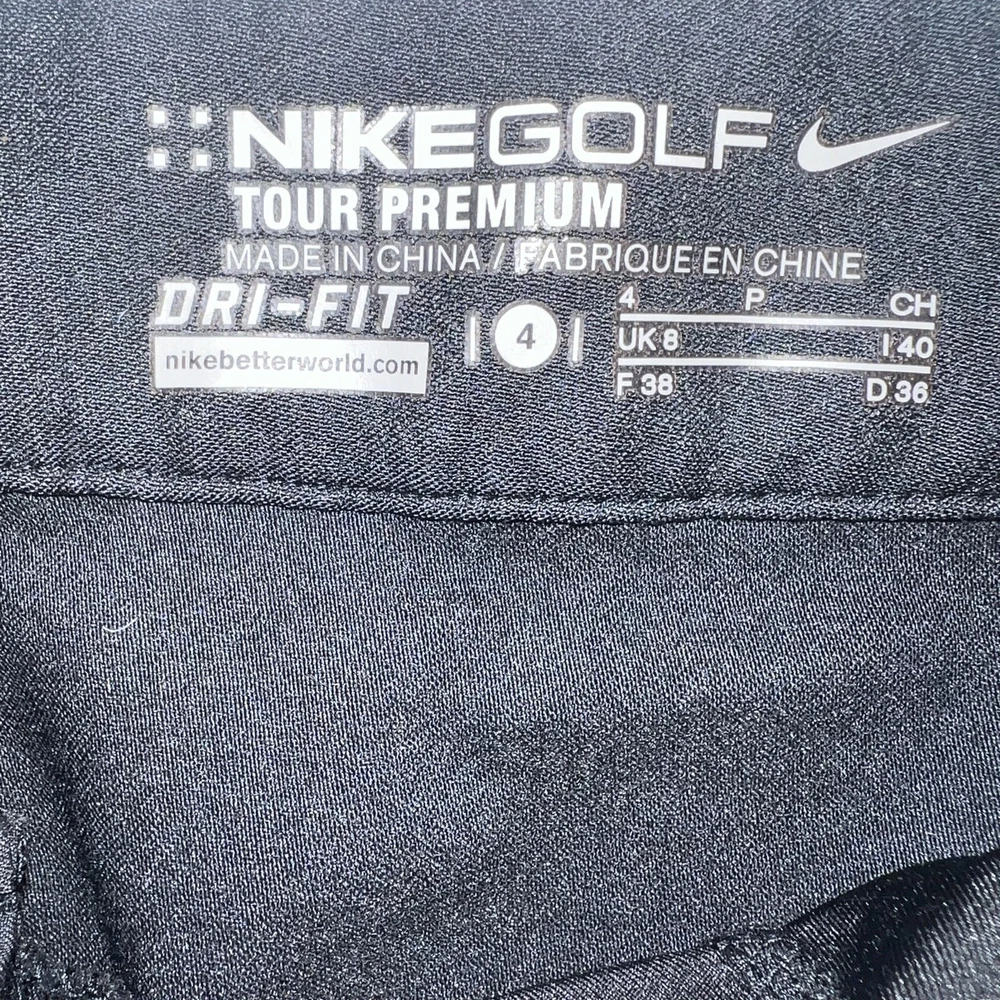 NIKEGOLF
TOUR PREMIUM
MADE IN CHINA / FABRIQUE EN CHINE
DRI-FIT
nikebetterworld.com
4
4 P CH
UK 8 I 40
F 38 D 36